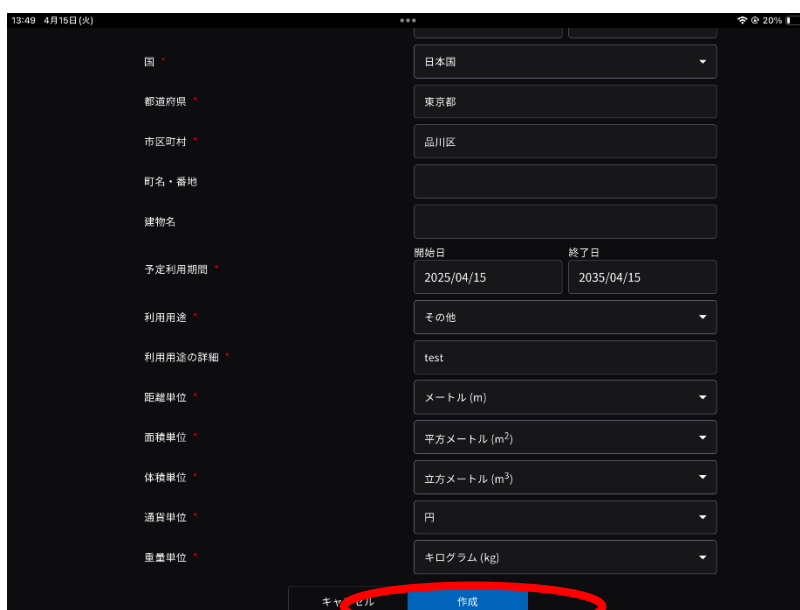 13:49 4月15日(火)
20%
国 *
日本国
都道府県 *
東京都
市区町村 *
品川区
町名・番地
建物名
開始日 終了日
予定利用期間 *
2025/04/15 2035/04/15
利用用途 *
その他
利用用途の詳細 *
test
距離単位 *
メートル (m)
面積単位 *
平方メートル (m²)
体積単位 *
立方メートル (m³)
通貨単位 *
円
重量単位 *
キログラム (kg)
キャンセル 作成